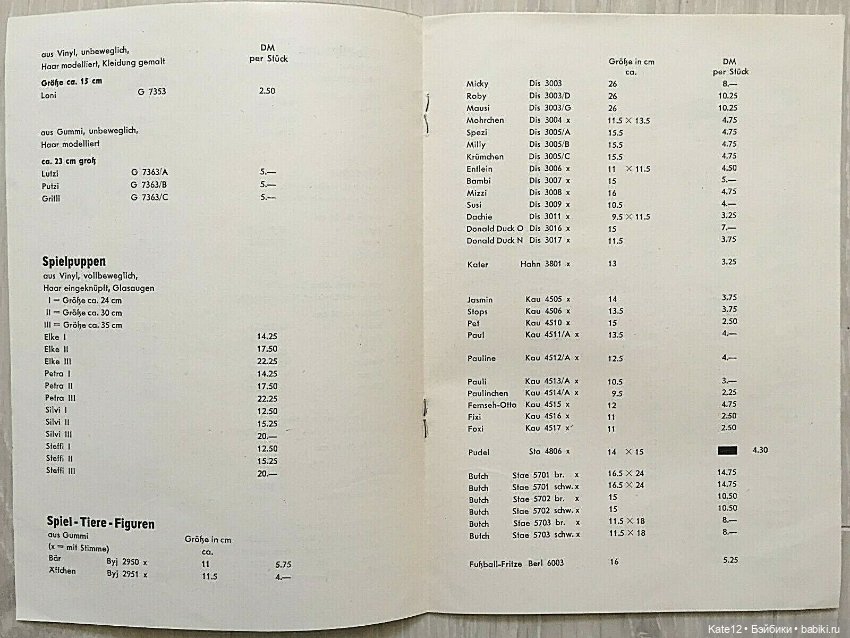 aus Vinyl, unbeweglich,
Haar modelliert, Kleidung gemalt
DM
per Stück
Größe ca. 15 cm
Loni G 7353 2.50
aus Gummi, unbeweglich,
Haar modelliert
ca. 23 cm groß
Lutzi G 7363/A 5.—
Putzi G 7363/B 5.—
Grilli G 7363/C 5.—
Spielpuppen
aus Vinyl, vollbeweglich,
Haar eingeknüpft, Glasaugen
I = Größe ca. 24 cm
II = Größe ca. 30 cm
III = Größe ca. 35 cm
Elke I 14.25
Elke II 17.50
Elke III 22.25
Petra I 14.25
Petra II 17.50
Petra III 22.25
Silvi I 12.50
Silvi II 15.25
Silvi III 20.—
Steffi I 12.50
Steffi II 15.25
Steffi III 20.—
Spiel-Tiere-Figuren
aus Gummi
(x = mit Stimme)
Größe in cm
ca.
Bär Byj 2950 x 11 5.75
Äffchen Byj 2951 x 11.5 4.—
Größe in cm
ca.
DM
per Stück
Micky Dis 3003 26 8.—
Roby Dis 3003/D 26 10.25
Mausi Dis 3003/G 26 10.25
Mohrchen Dis 3004 x 11.5 × 13.5 4.75
Spezi Dis 3005/A 15.5 4.75
Milly Dis 3005/B 15.5 4.75
Krümchen Dis 3005/C 15.5 4.75
Entlein Dis 3006 x 11 × 11.5 4.50
Bambi Dis 3007 x 15 5.—
Mizzi Dis 3008 x 16 4.75
Susi Dis 3009 x 10.5 4.—
Dachie Dis 3011 x 9.5 × 11.5 3.25
Donald Duck O Dis 3016 x 15 7.—
Donald Duck N Dis 3017 x 11.5 3.75
Kater Hahn 3801 x 13 3.25
Jasmin Kau 4505 x 14 3.75
Stops Kau 4506 x 13.5 3.75
Pet Kau 4510 x 15 2.50
Paul Kau 4511/A x 13.5 4.—
Pauline Kau 4512/A x 12.5 4.—
Pauli Kau 4513/A x 10.5 3.—
Paulinchen Kau 4514/A x 9.5 2.25
Fernseh-Otto Kau 4515 x 12 4.75
Fixi Kau 4516 x 11 2.50
Foxi Kau 4517 x 11 2.50
Pudel Sta 4806 x 14 × 15 4.30
Butch Stae 5701 br. x 16.5 × 24 14.75
Butch Stae 5701 schw. x 16.5 × 24 14.75
Butch Stae 5702 br. x 15 10.50
Butch Stae 5702 schw. x 15 10.50
Butch Stae 5703 br. x 11.5 × 18 8.—
Butch Stae 5703 schw. x 11.5 × 18 8.—
Fußball-Fritze Berl 6003 16 5.25
Kate12 • Бэйбики • babiki.ru